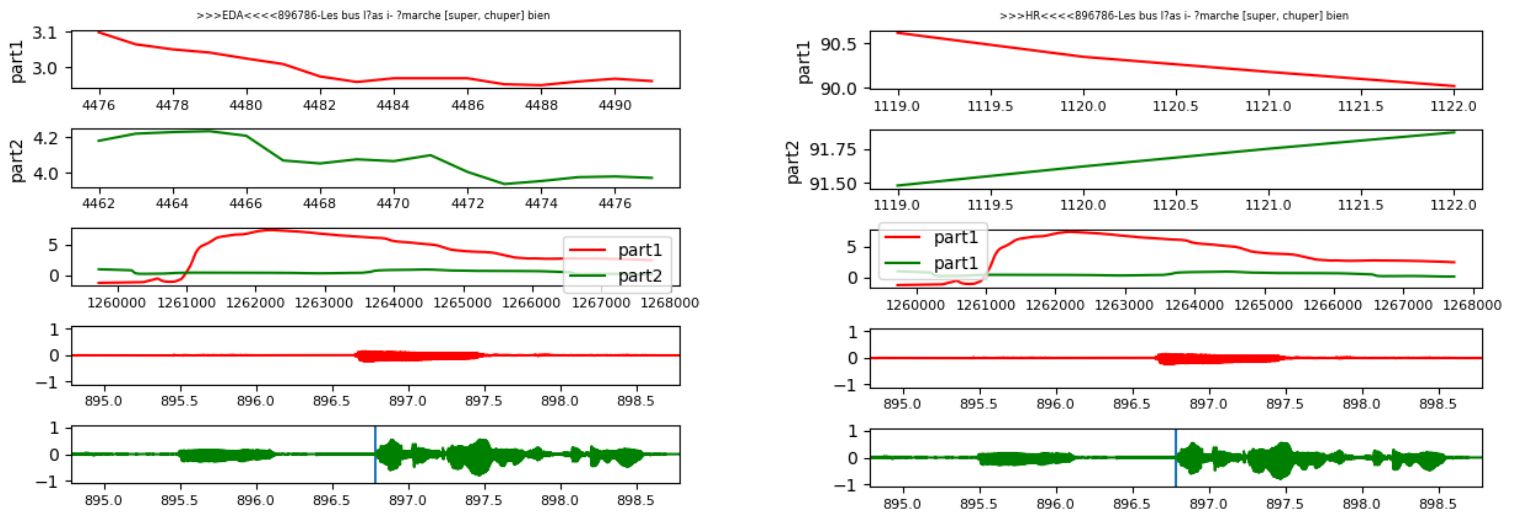 >>>EDA<<<<896786-Les bus l?as i- ?marche [super, chuper] bien
part1
3.1
3.0
4476 4478 4480 4482 4484 4486 4488 4490
part2
4.2
4.0
4462 4464 4466 4468 4470 4472 4474 4476
5
0
part1
part2
1260000 1261000 1262000 1263000 1264000 1265000 1266000 1267000 1268000
1
0
−1
895.0 895.5 896.0 896.5 897.0 897.5 898.0 898.5
1
0
−1
895.0 895.5 896.0 896.5 897.0 897.5 898.0 898.5
>>>HR<<<<896786-Les bus l?as i- ?marche [super, chuper] bien
part1
90.5
90.0
1119.0 1119.5 1120.0 1120.5 1121.0 1121.5 1122.0
part2
91.75
91.50
1119.0 1119.5 1120.0 1120.5 1121.0 1121.5 1122.0
5
0
part1
part1
1260000 1261000 1262000 1263000 1264000 1265000 1266000 1267000 1268000
1
0
−1
895.0 895.5 896.0 896.5 897.0 897.5 898.0 898.5
1
0
−1
895.0 895.5 896.0 896.5 897.0 897.5 898.0 898.5